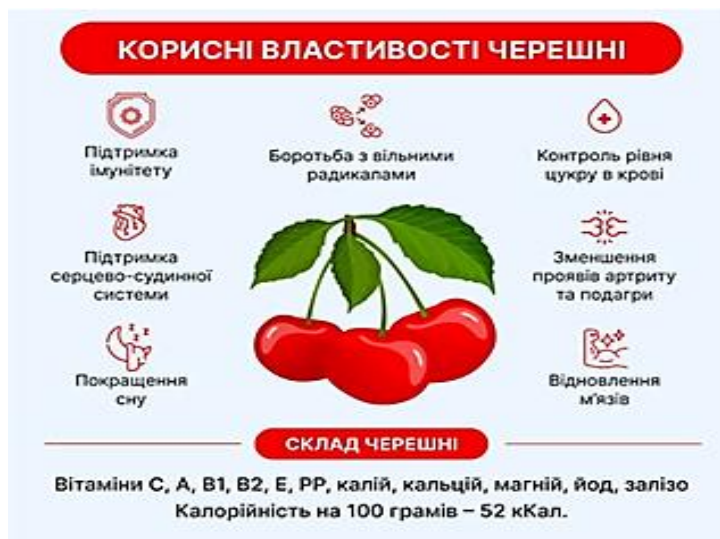 КОРИСНІ ВЛАСТИВОСТІ ЧЕРЕШНІ
Підтримка
імунітету
Боротьба з вільними
радикалами
Контроль рівня
цукру в крові
Підтримка
серцево-судинної
системи
Зменшення
проявів артриту
та подагри
Покращення
сну
Відновлення
м'язів
СКЛАД ЧЕРЕШНІ
Вітаміни С, А, В1, В2, Е, РР, калій, кальцій, магній, йод, залізо
Калорійність на 100 грамів – 52 кКал.